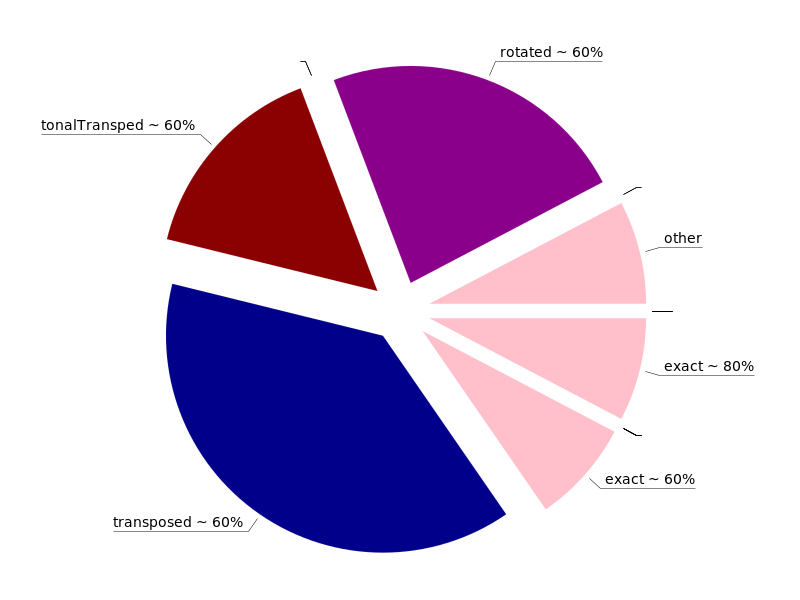 rotated ~ 60%
tonalTransped ~ 60%
other
exact ~ 80%
exact ~ 60%
transposed ~ 60%